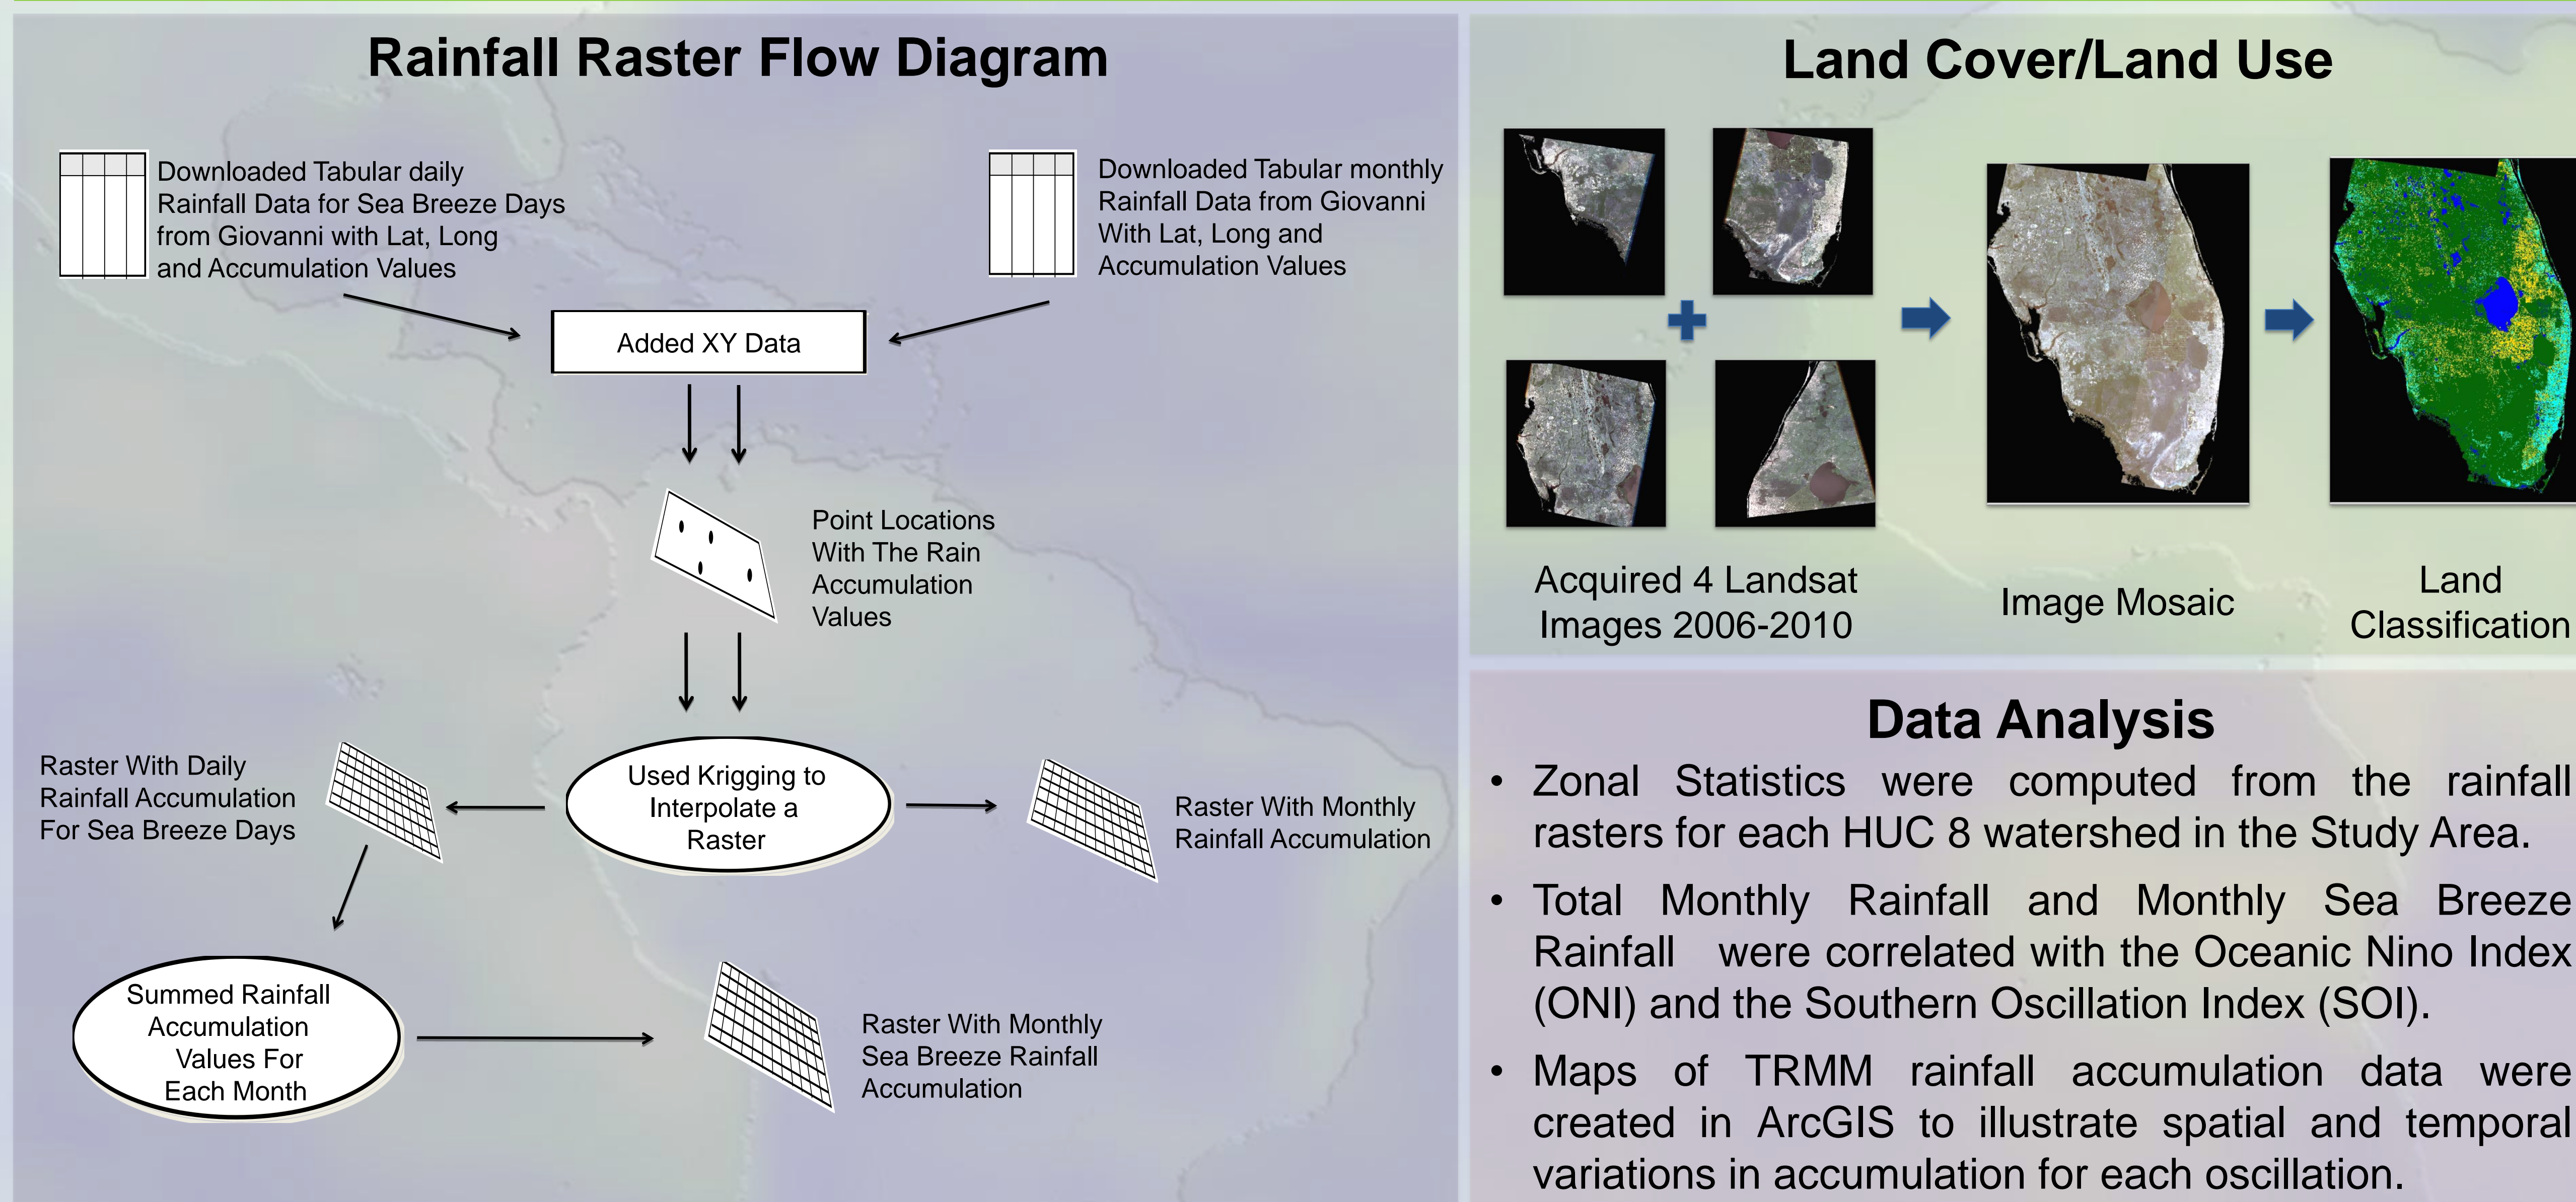 Rainfall Raster Flow Diagram
Downloaded Tabular daily
Rainfall Data for Sea Breeze Days
from Giovanni with Lat, Long
and Accumulation Values
Downloaded Tabular monthly
Rainfall Data from Giovanni
With Lat, Long and
Accumulation Values
Added XY Data
Point Locations
With The Rain
Accumulation
Values
Raster With Daily
Rainfall Accumulation
For Sea Breeze Days
Used Krigging to
Interpolate a
Raster
Raster With Monthly
Rainfall Accumulation
Summed Rainfall
Accumulation
Values For
Each Month
Raster With Monthly
Sea Breeze Rainfall
Accumulation
Land Cover/Land Use
Acquired 4 Landsat
Images 2006-2010
Image Mosaic
Land
Classification
Data Analysis
• Zonal Statistics were computed from the rainfall
rasters for each HUC 8 watershed in the Study Area.
• Total Monthly Rainfall and Monthly Sea Breeze
Rainfall were correlated with the Oceanic Nino Index
(ONI) and the Southern Oscillation Index (SOI).
• Maps of TRMM rainfall accumulation data were
created in ArcGIS to illustrate spatial and temporal
variations in accumulation for each oscillation.